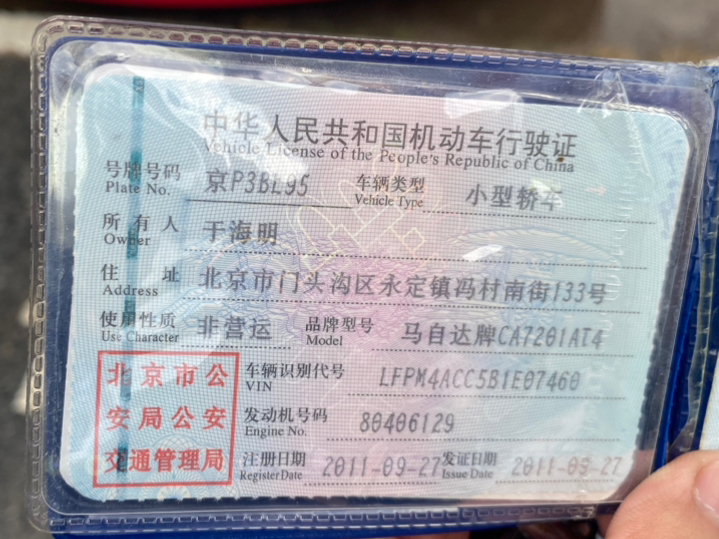 中华人民共和国机动车行驶证
Vehicle License of the People's Republic of China
号牌号码 京P3BL95 车辆类型 小型轿车
Plate No. Vehicle Type
所有人 于海明
Owner
住址 北京市门头沟区永定镇冯村南街133号
Address
使用性质 非营运 品牌型号 马自达牌CA7201AT4
Use Character Model
北京市公 车辆识别代号 LFPM4ACC5B1E07460
VIN
安局公安 发动机号码 80406129
Engine No.
交通管理局 注册日期 2011-09-27 发证日期 2011-09-27
Register Date Issue Date